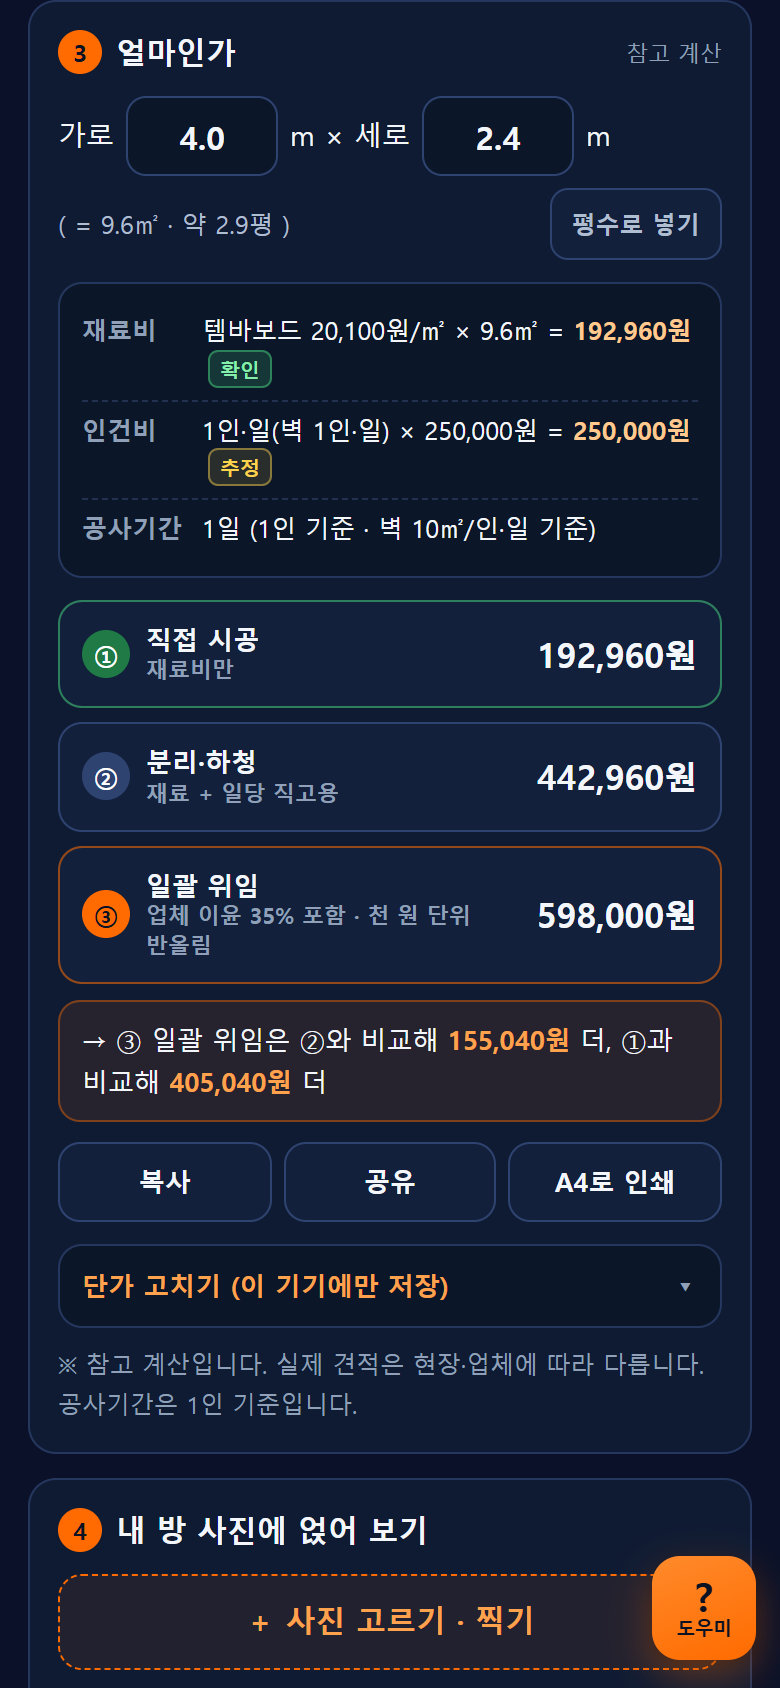 3 얼마인가 참고 계산
가로 4.0 m × 세로 2.4 m
( = 9.6㎡ · 약 2.9평 ) 평수로 넣기
재료비 템바보드 20,100원/㎡ × 9.6㎡ = 192,960원
확인
인건비 1인·일(벽 1인·일) × 250,000원 = 250,000원
추정
공사기간 1일 (1인 기준 · 벽 10㎡/인·일 기준)
① 직접 시공 192,960원
재료비만
② 분리·하청 442,960원
재료 + 일당 직고용
③ 일괄 위임 598,000원
업체 이윤 35% 포함 · 천 원 단위
반올림
→ ③ 일괄 위임은 ②와 비교해 155,040원 더, ①과
비교해 405,040원 더
복사 공유 A4로 인쇄
단가 고치기 (이 기기에만 저장) ▼
※ 참고 계산입니다. 실제 견적은 현장·업체에 따라 다릅니다.
공사기간은 1인 기준입니다.
4 내 방 사진에 얹어 보기
+ 사진 고르기 · 찍기
?
도우미